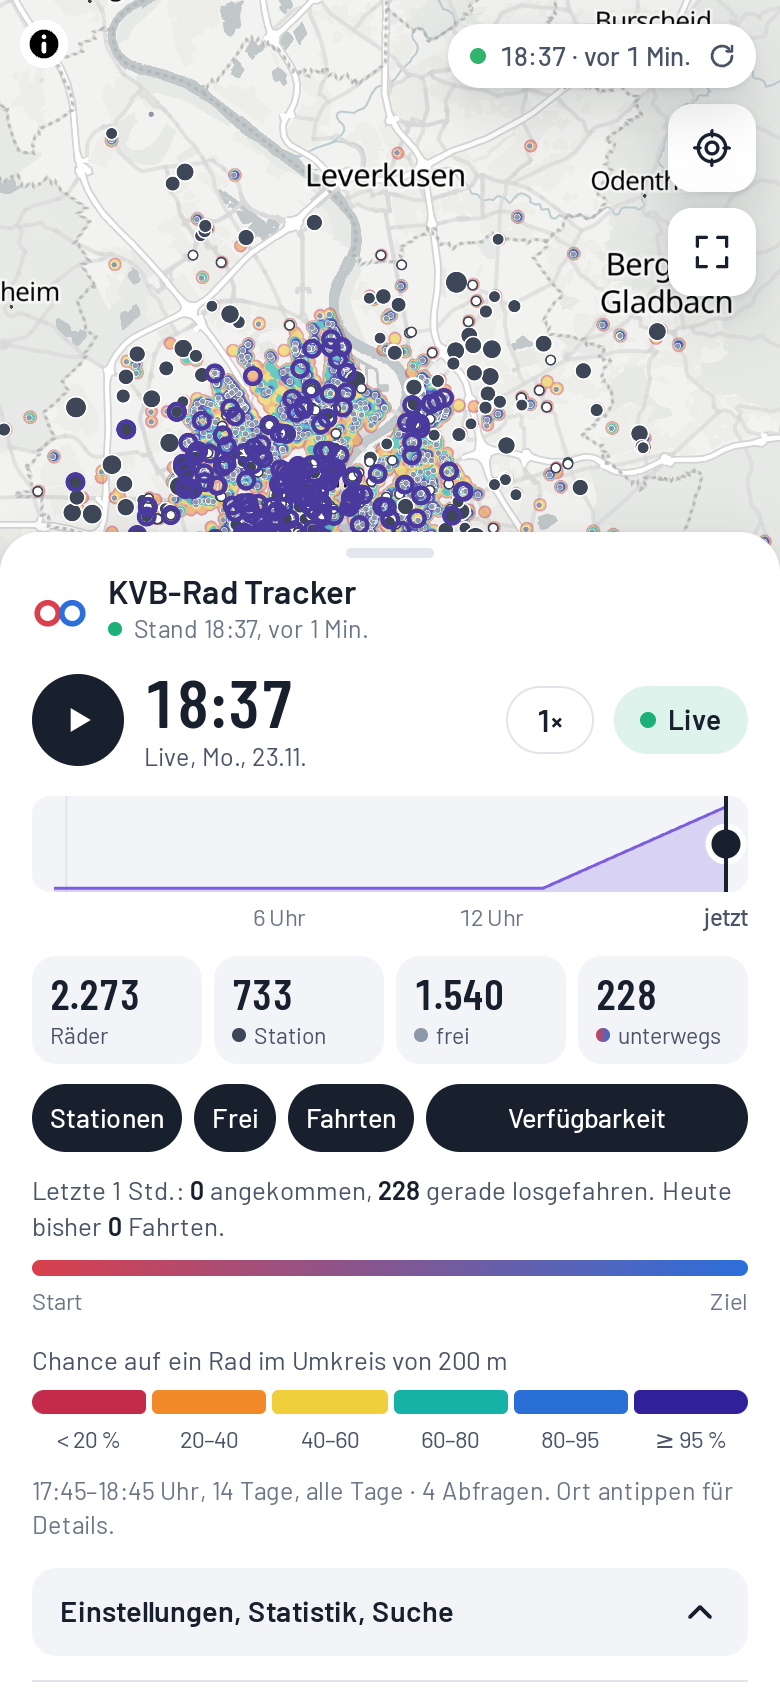 Burscheid
18:37 · vor 1 Min.
Leverkusen
Odenth
Berg
Gladbach
heim
KVB-Rad Tracker
Stand 18:37, vor 1 Min.
18:37
1×
Live
Live, Mo., 23.11.
6 Uhr
12 Uhr
jetzt
2.273
733
1.540
228
Räder
Station
frei
unterwegs
Stationen
Frei
Fahrten
Verfügbarkeit
Letzte 1 Std.: 0 angekommen, 228 gerade losgefahren. Heute
bisher 0 Fahrten.
Start
Ziel
Chance auf ein Rad im Umkreis von 200 m
< 20 %
20–40
40–60
60–80
80–95
≥ 95 %
17:45–18:45 Uhr, 14 Tage, alle Tage · 4 Abfragen. Ort antippen für
Details.
Einstellungen, Statistik, Suche